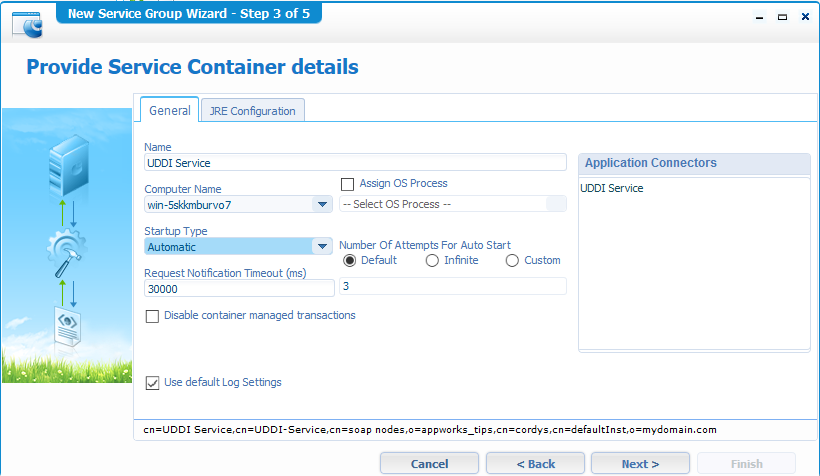 New Service Group Wizard - Step 3 of 5
Provide Service Container details
General
JRE Configuration
Name
UDDI Service
Computer Name
win-5skkmburvo7
Assign OS Process
-- Select OS Process --
Startup Type
Automatic
Number Of Attempts For Auto Start
Default
Infinite
Custom
Request Notification Timeout (ms)
30000
3
Disable container managed transactions
Use default Log Settings
Application Connectors
UDDI Service
cn=UDDI Service,cn=UDDI-Service,cn=soap nodes,o=appworks_tips,cn=cordys,cn=defaultInst,o=mydomain.com
Cancel
< Back
Next >
Finish